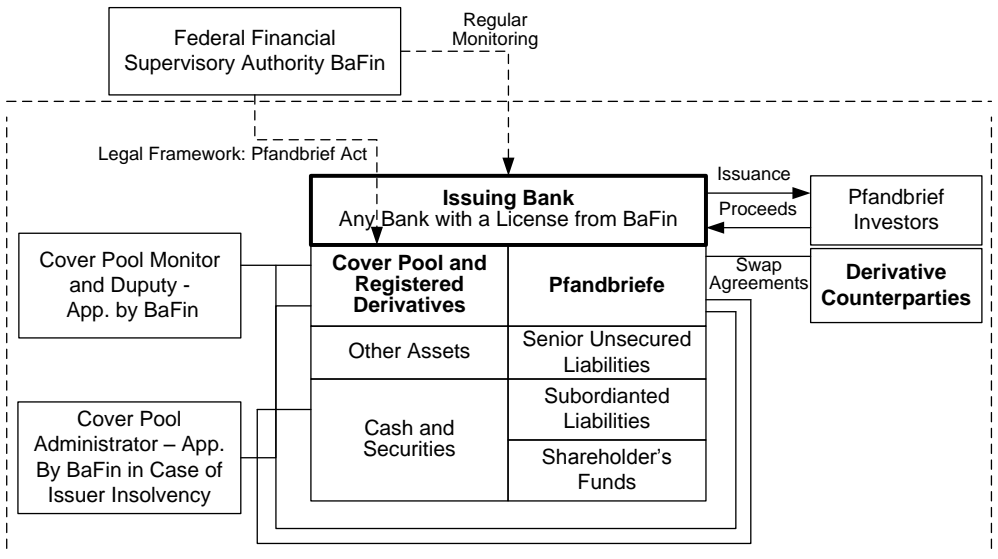 Federal Financial
Supervisory Authority BaFin
Regular
Monitoring
Legal Framework: Pfandbrief Act
Issuing Bank
Any Bank with a License from BaFin
Issuance
Proceeds
Pfandbrief
Investors
Cover Pool Monitor
and Duputy -
App. by BaFin
Cover Pool and
Registered
Derivatives
Pfandbriefe
Swap
Agreements
Derivative
Counterparties
Other Assets
Senior Unsecured
Liabilities
Cash and
Securities
Subordianted
Liabilities
Shareholder’s
Funds
Cover Pool
Administrator – App.
By BaFin in Case of
Issuer Insolvency